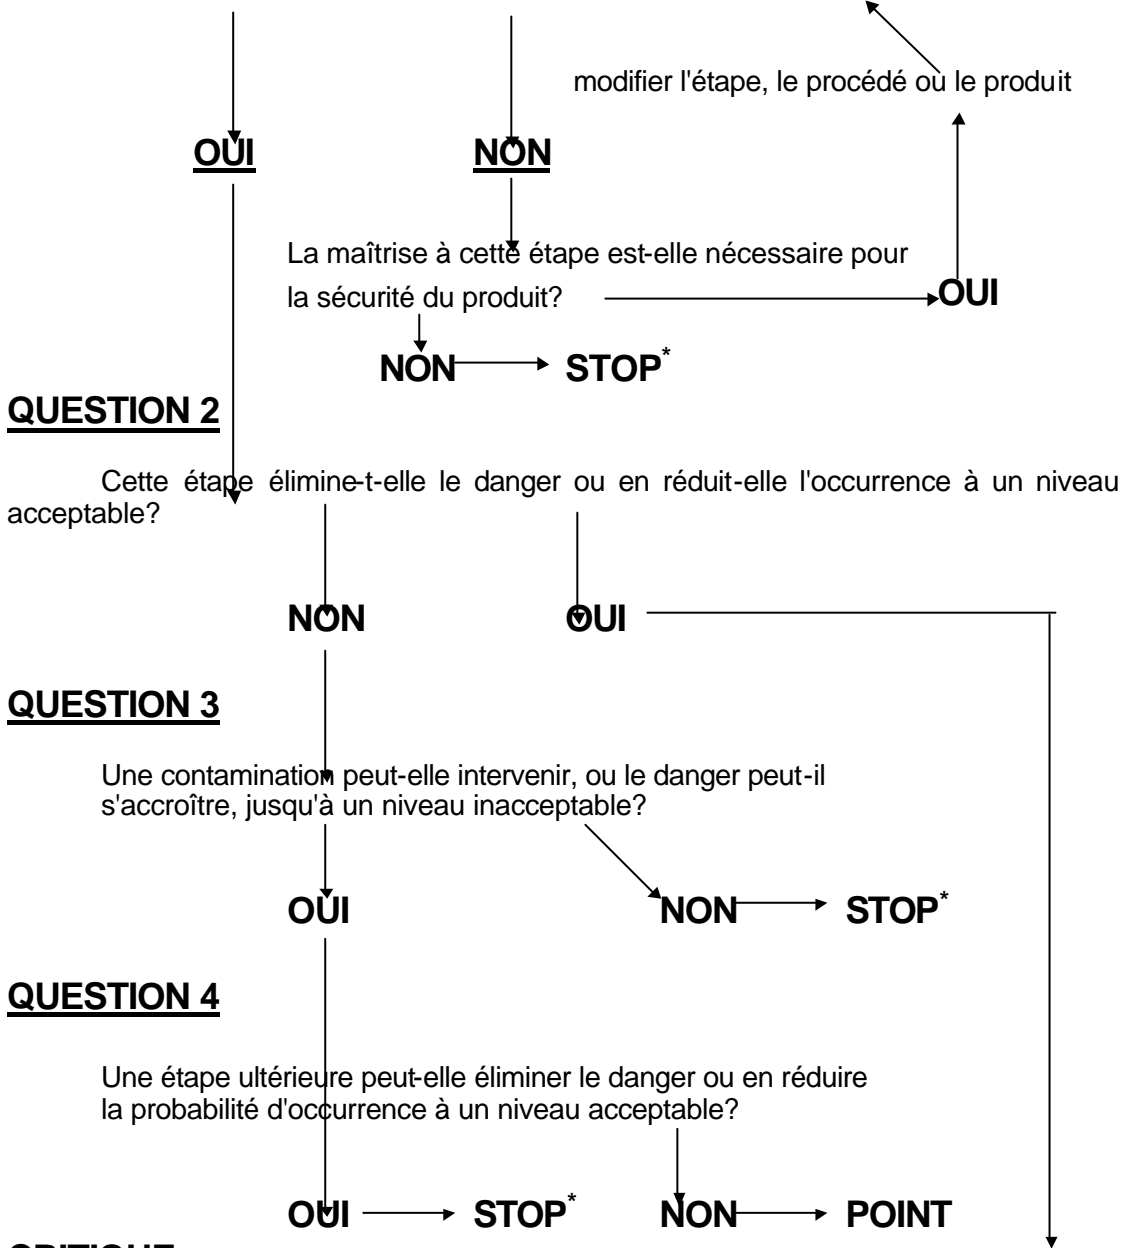 modifier l'étape, le procédé ou le produit
OUI NON
La maîtrise à cette étape est-elle nécessaire pour
la sécurité du produit? OUI
NON STOP*
QUESTION 2
Cette étape élimine-t-elle le danger ou en réduit-elle l'occurrence à un niveau
acceptable?
NON OUI
QUESTION 3
Une contamination peut-elle intervenir, ou le danger peut-il
s'accroître, jusqu'à un niveau inacceptable?
OUI NON STOP*
QUESTION 4
Une étape ultérieure peut-elle éliminer le danger ou en réduire
la probabilité d'occurrence à un niveau acceptable?
OUI STOP* NON POINT
CRITIQUE